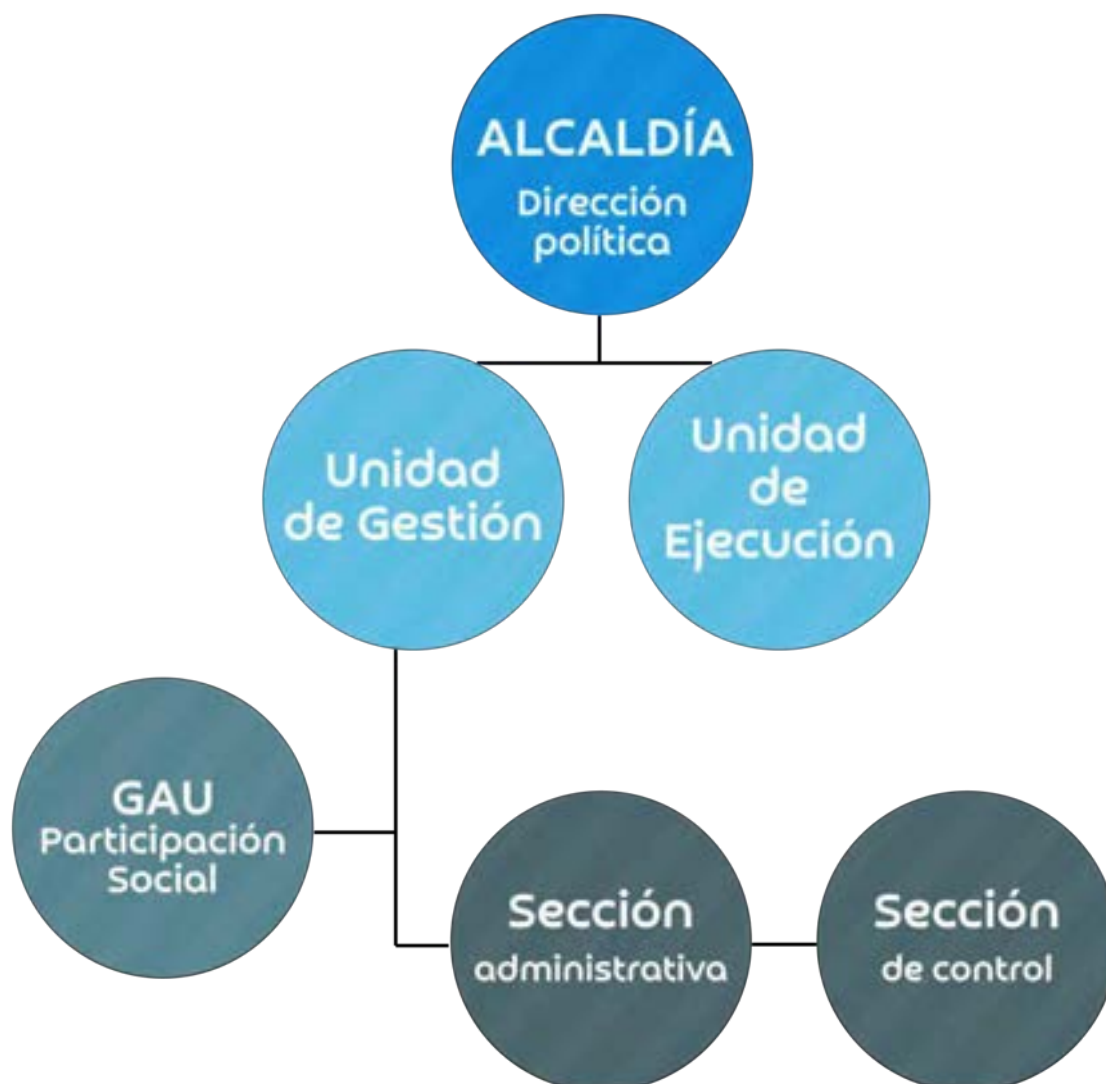 ALCALDÍA
Dirección
política
Unidad
de Gestión
Unidad
de
Ejecución
GAU
Participación
Social
Sección
administrativa
Sección
de control